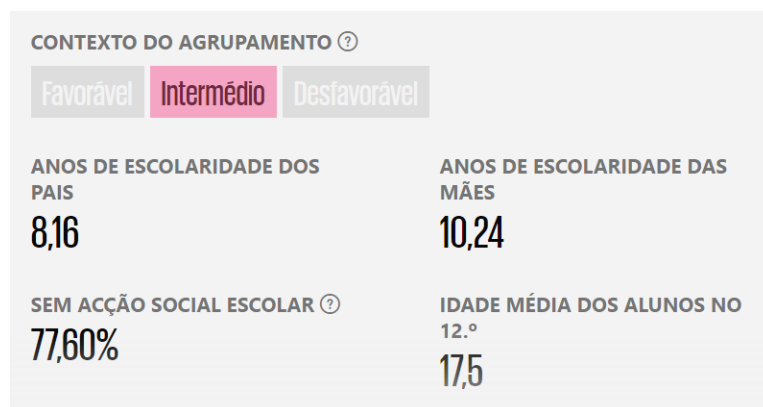 CONTEXTO DO AGRUPAMENTO ?
Favorável Intermédio Desfavorável
ANOS DE ESCOLARIDADE DOS
PAIS
8,16
ANOS DE ESCOLARIDADE DAS
MÃES
10,24
SEM ACÇÃO SOCIAL ESCOLAR ?
77,60%
IDADE MÉDIA DOS ALUNOS NO
12.º
17,5